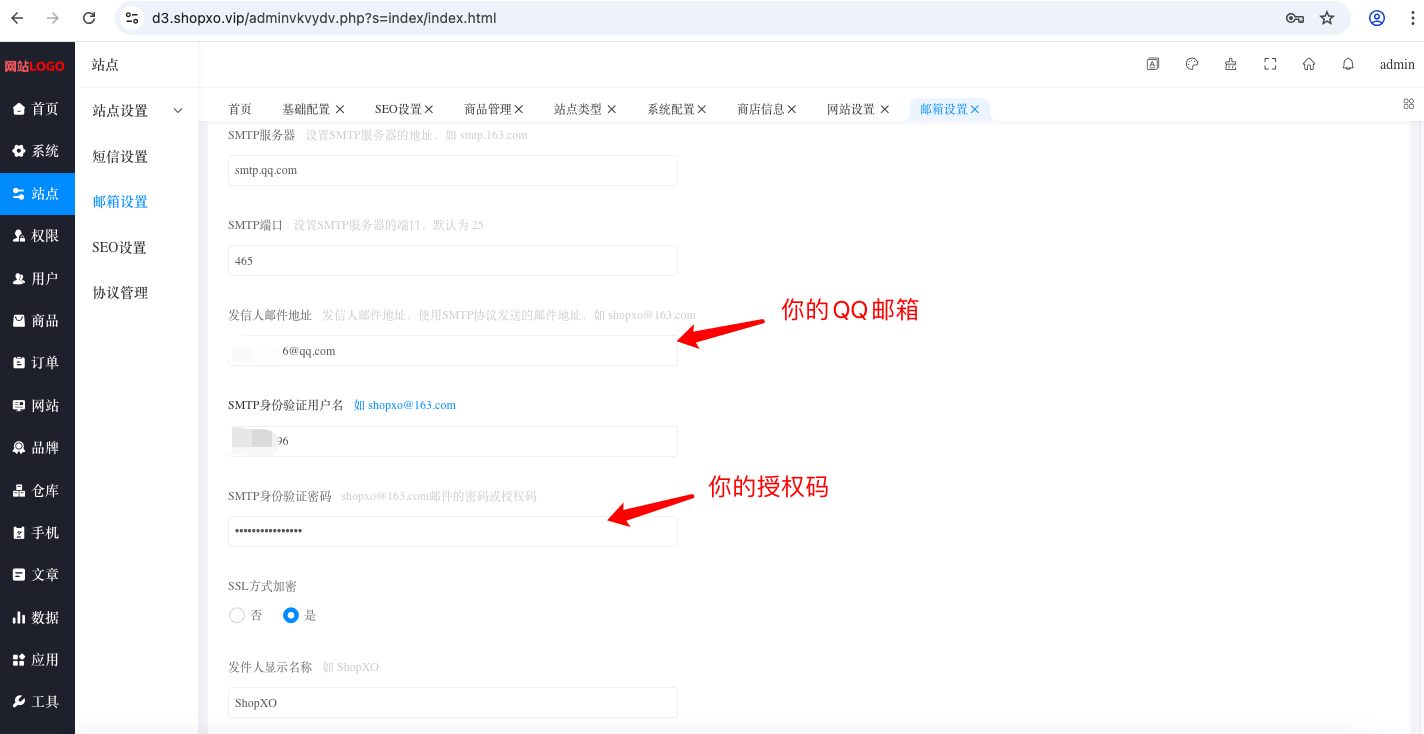 d3.shopxo.vip/adminvkvydv.php?s=index/index.html
网站LOGO
首页
系统
站点
权限
用户
商品
订单
网站
品牌
仓库
手机
文章
数据
应用
工具
站点
站点设置
短信设置
邮箱设置
SEO设置
协议管理
admin
首页 基础配置 SEO设置 商品管理 站点类型 系统配置 商店信息 网站设置 邮箱设置
SMTP服务器 设置SMTP服务器的地址、如 smtp.163.com
smtp.qq.com
SMTP端口 设置SMTP服务器的端口、默认为 25
465
发信人邮件地址 发信人邮件地址、使用SMTP协议发送的邮件地址、如 shopxo@163.com
你的QQ邮箱
6@qq.com
SMTP身份验证用户名 如 shopxo@163.com
96
SMTP身份验证密码 shopxo@163.com邮件的密码或授权码
你的授权码
••••••••••••••••
SSL方式加密
否 是
发件人显示名称 如 ShopXO
ShopXO